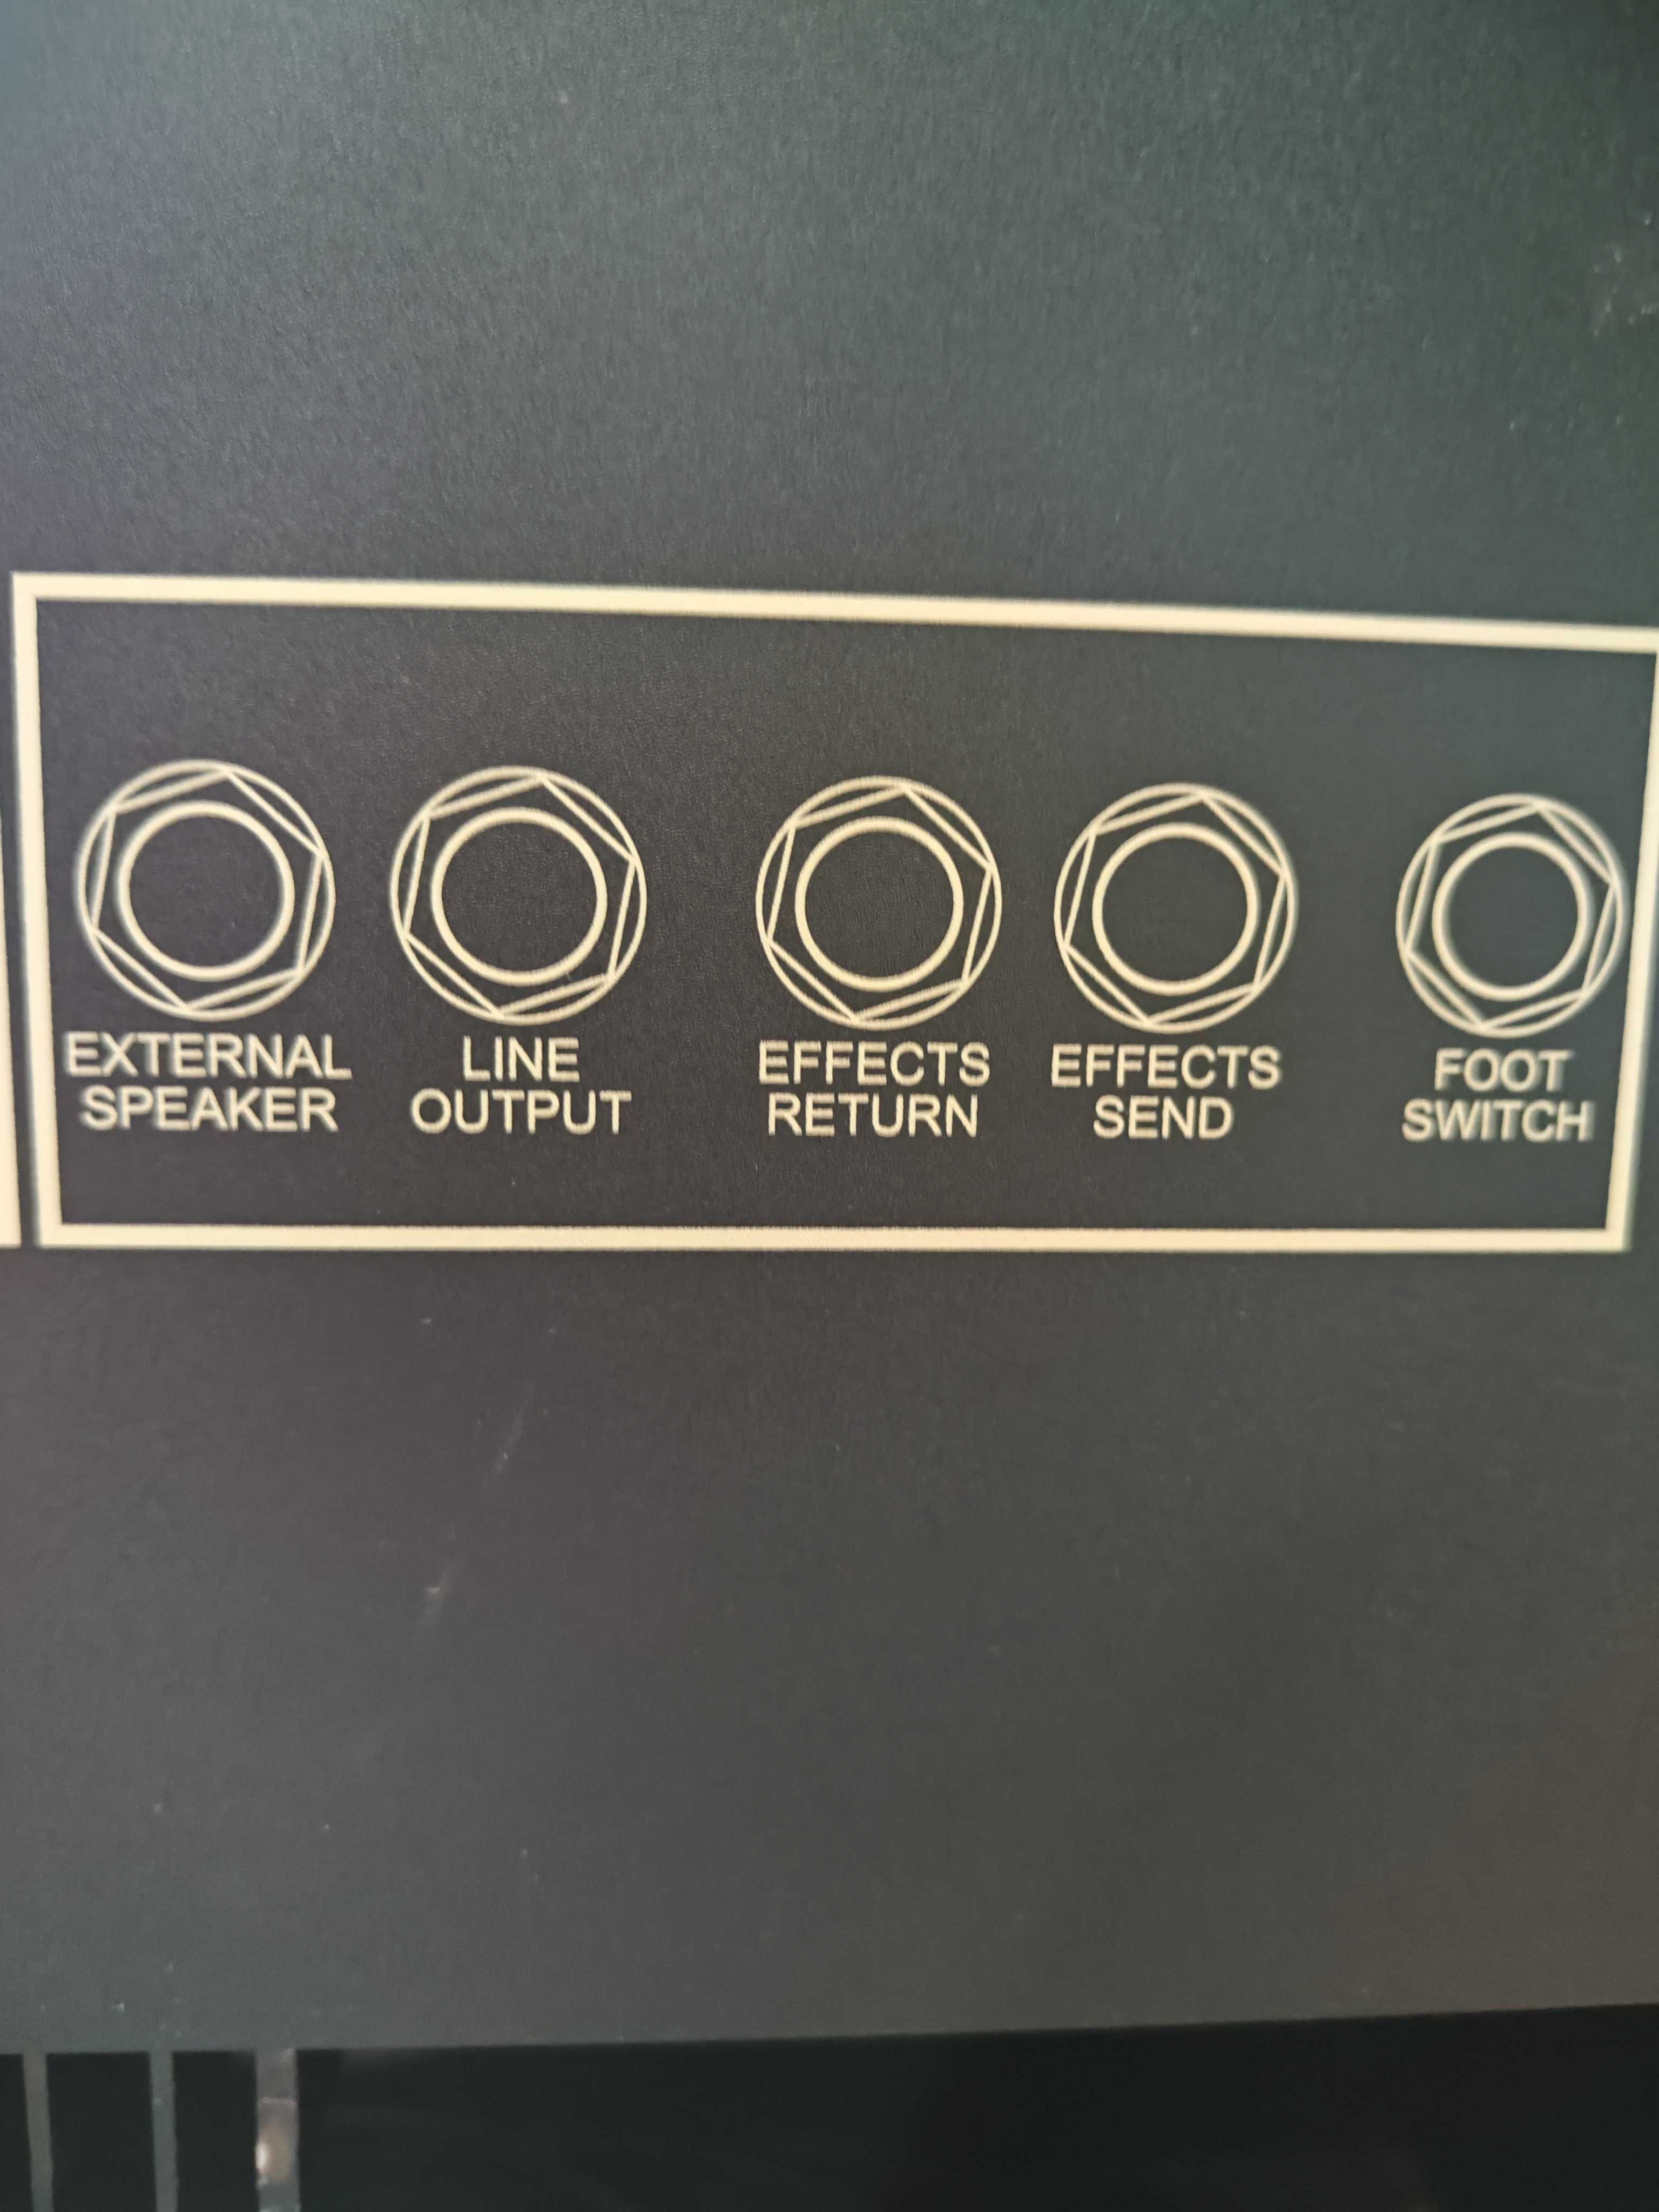 EXTERNAL
SPEAKER
LINE
OUTPUT
EFFECTS
RETURN
EFFECTS
SEND
FOOT
SWITCH